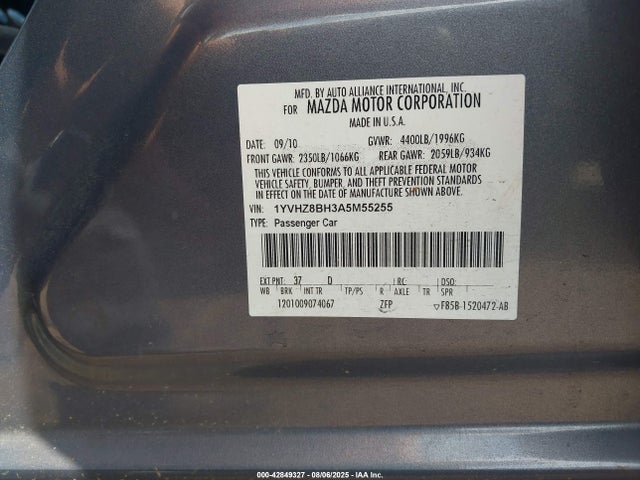 MFD. BY AUTO ALLIANCE INTERNATIONAL, INC.
FOR MAZDA MOTOR CORPORATION
MADE IN U.S.A.
DATE: 09/10 GVWR: 4400LB/1996KG
FRONT GAWR: 2350LB/1066KG REAR GAWR: 2059LB/934KG
THIS VEHICLE CONFORMS TO ALL APPLICABLE FEDERAL MOTOR
VEHICLE SAFETY, BUMPER, AND THEFT PREVENTION STANDARDS
IN EFFECT ON THE DATE OF MANUFACTURE SHOWN ABOVE.
VIN: 1YVHZ8BH3A5M55255
TYPE: Passenger Car
EXT PNT: 37 D RC: DSO:
WB BRK INT TR TP/PS R AXLE TR SPR
1201009074067 ZFP ▽F85B-1520472-AB
000-42849327 - 08/06/2025 - IAA Inc.